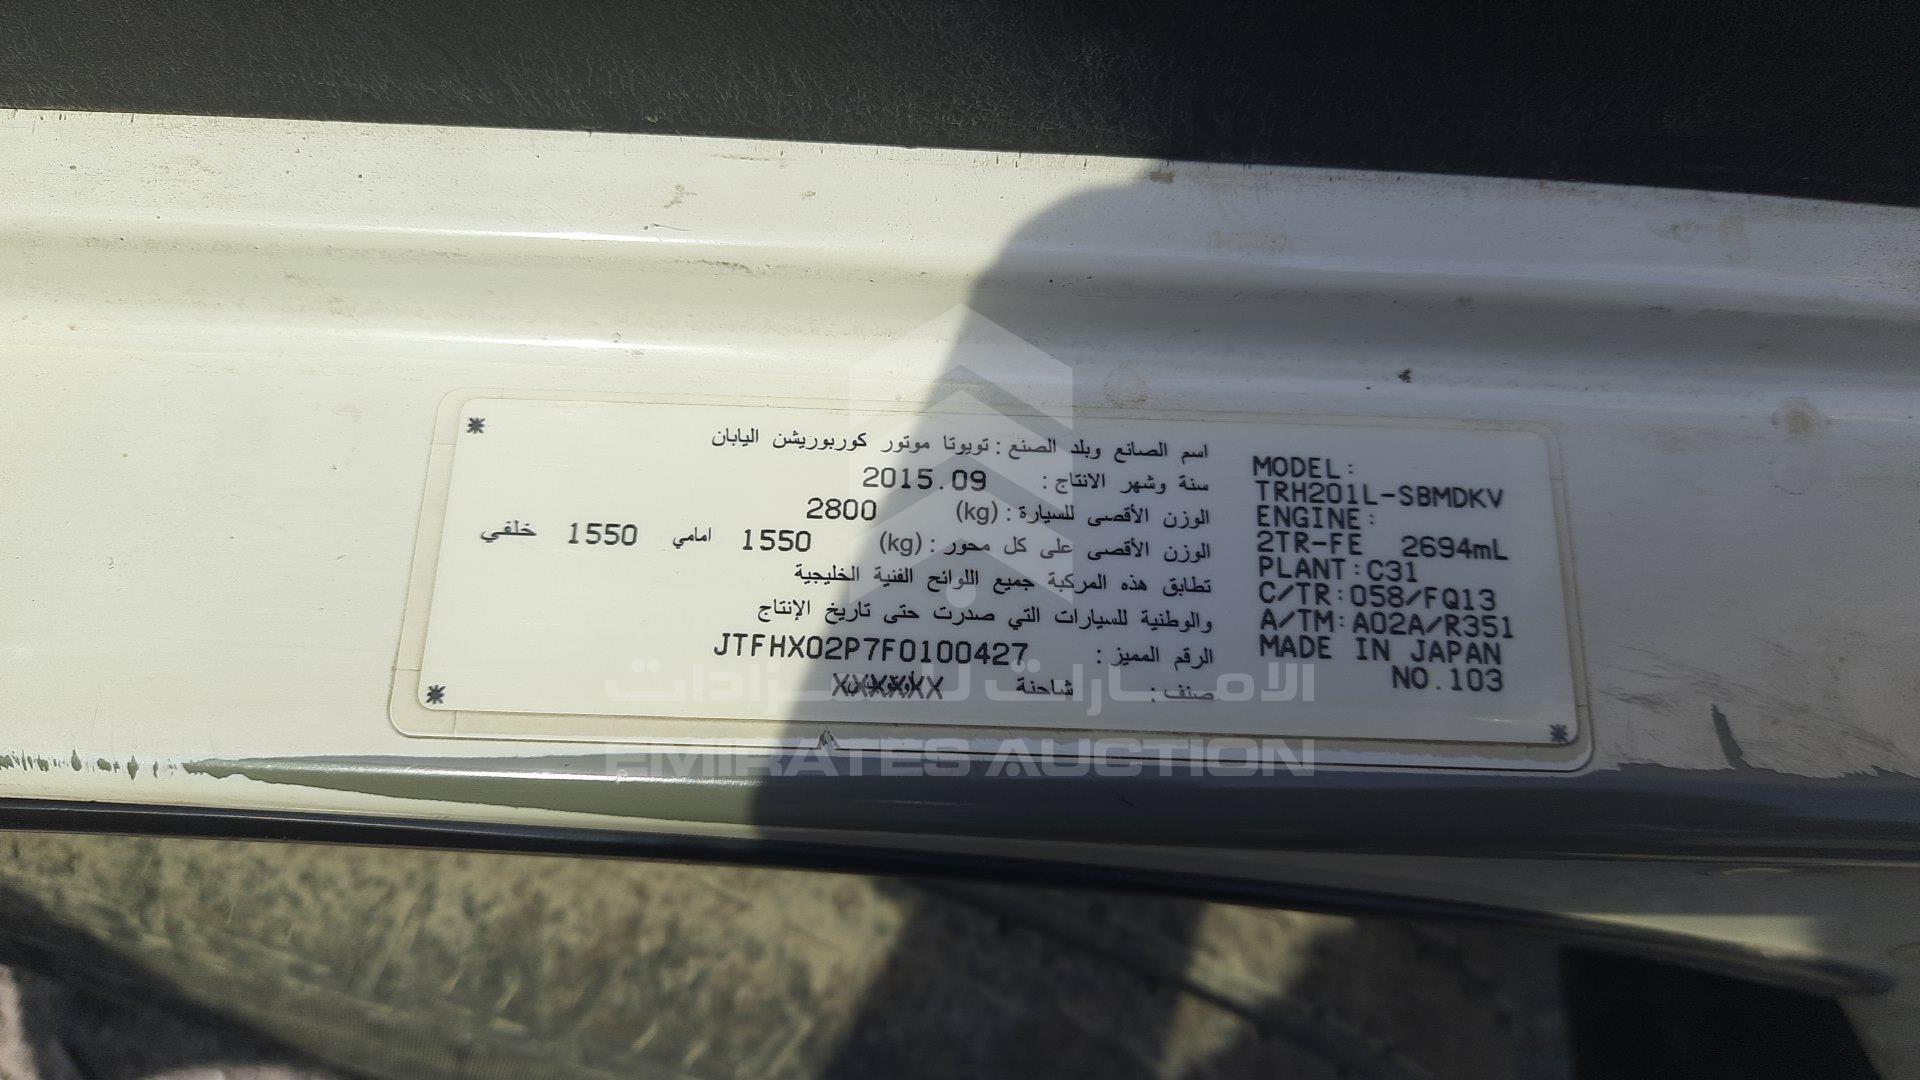 اسم الصانع وبلد الصنع : تويوتا موتور كوربوريشن اليابان
سنة وشهر الانتاج : 2015.09
الوزن الأقصى للسيارة : (kg) 2800
الوزن الأقصى على كل محور : (kg) 1550 امامي 1550 خلفي
تطابق هذه المركبة جميع اللوائح الفنية الخليجية
والوطنية للسيارات التي صدرت حتى تاريخ الإنتاج
الرقم المميز : JTFHX02P7F0100427
صنف : شاحنة
MODEL:
TRH201L-SBMDKV
ENGINE:
2TR-FE 2694mL
PLANT:C31
C/TR:058/FQ13
A/TM:A02A/R351
MADE IN JAPAN
NO.103
الامارات للمزادات
EMIRATES AUCTION